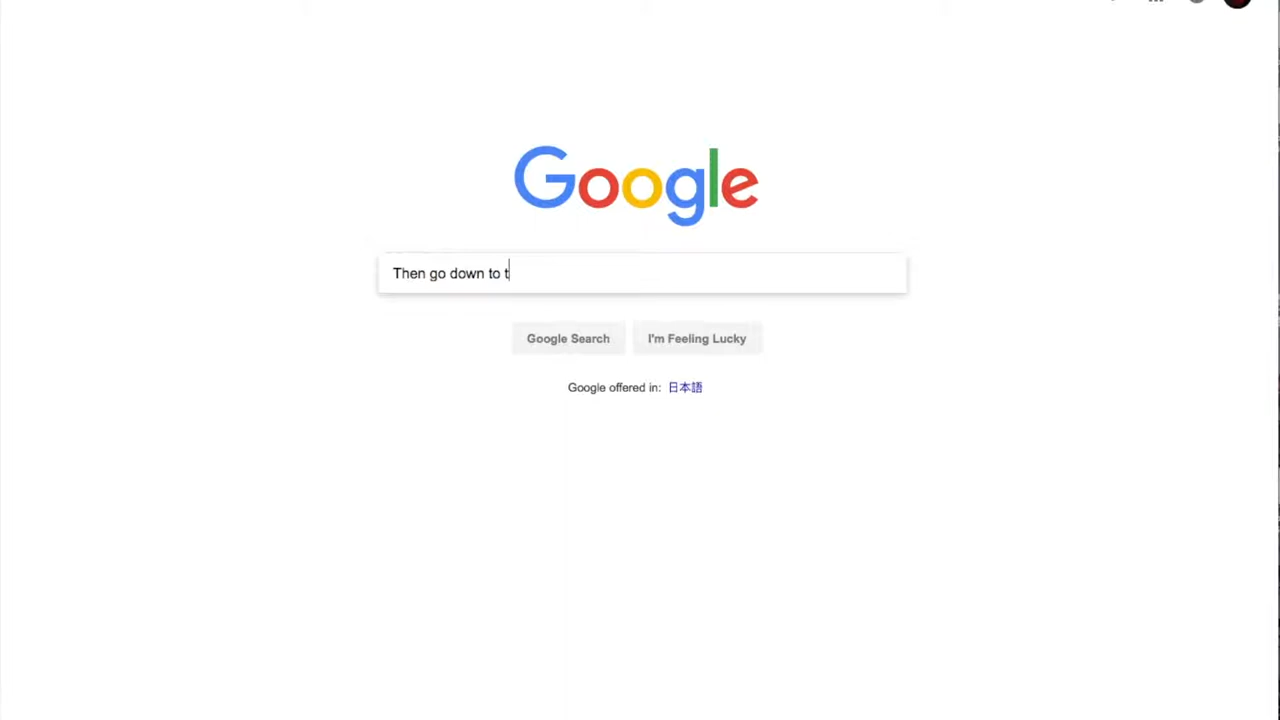 Google
Then go down to t
Google Search
I'm Feeling Lucky
Google offered in: 日本語